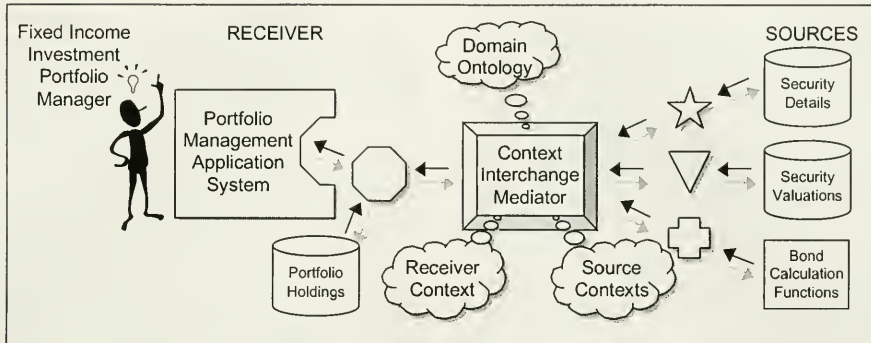 Fixed Income
Investment
Portfolio
Manager
RECEIVER
Portfolio
Management
Application
System
Portfolio
Holdings
Domain
Ontology
Context
Interchange
Mediator
Receiver
Context
Source
Contexts
SOURCES
Security
Details
Security
Valuations
Bond
Calculation
Functions